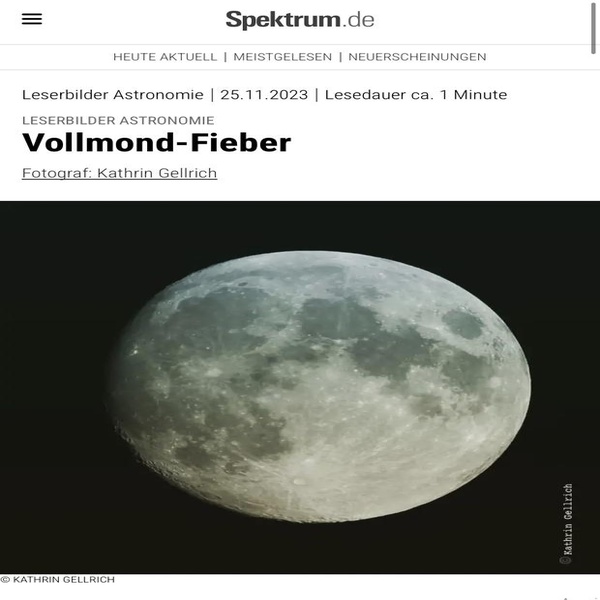 Spektrum.de
HEUTE AKTUELL | MEISTGELESEN | NEUERSCHEINUNGEN
Leserbilder Astronomie | 25.11.2023 | Lesedauer ca. 1 Minute
LESERBILDER ASTRONOMIE
Vollmond-Fieber
Fotograf: Kathrin Gellrich
©Kathrin Gellrich
© KATHRIN GELLRICH